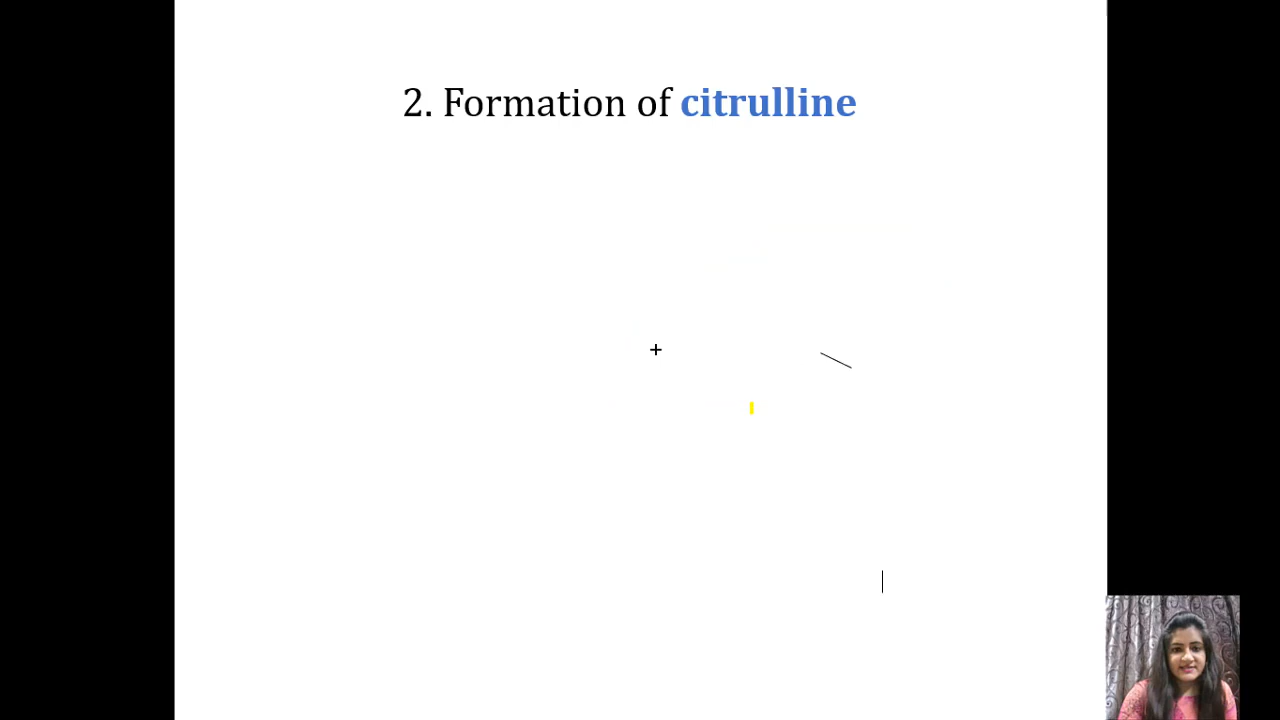 2. Formation of citrulline
+